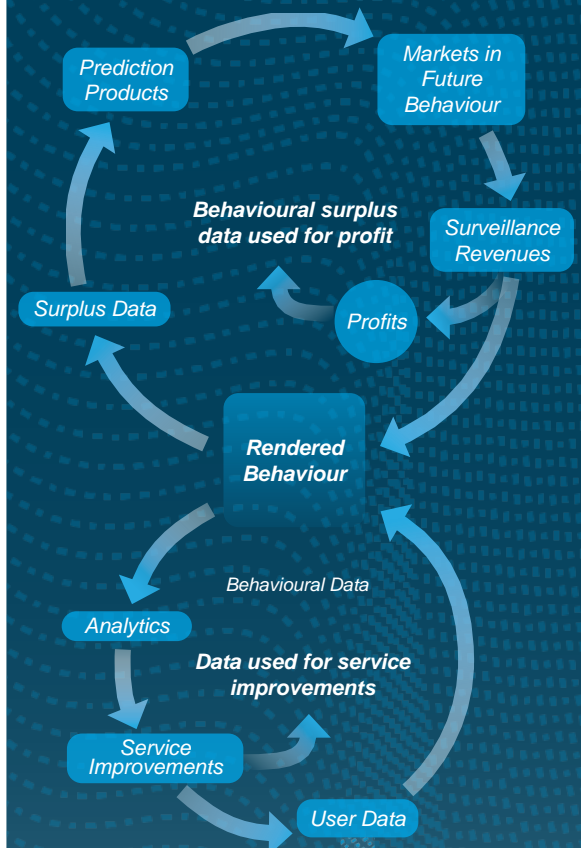 Prediction
Products
Markets in
Future
Behaviour
Behavioural surplus
data used for profit
Surveillance
Revenues
Surplus Data
Profits
Rendered
Behaviour
Behavioural Data
Analytics
Data used for service
improvements
Service
Improvements
User Data